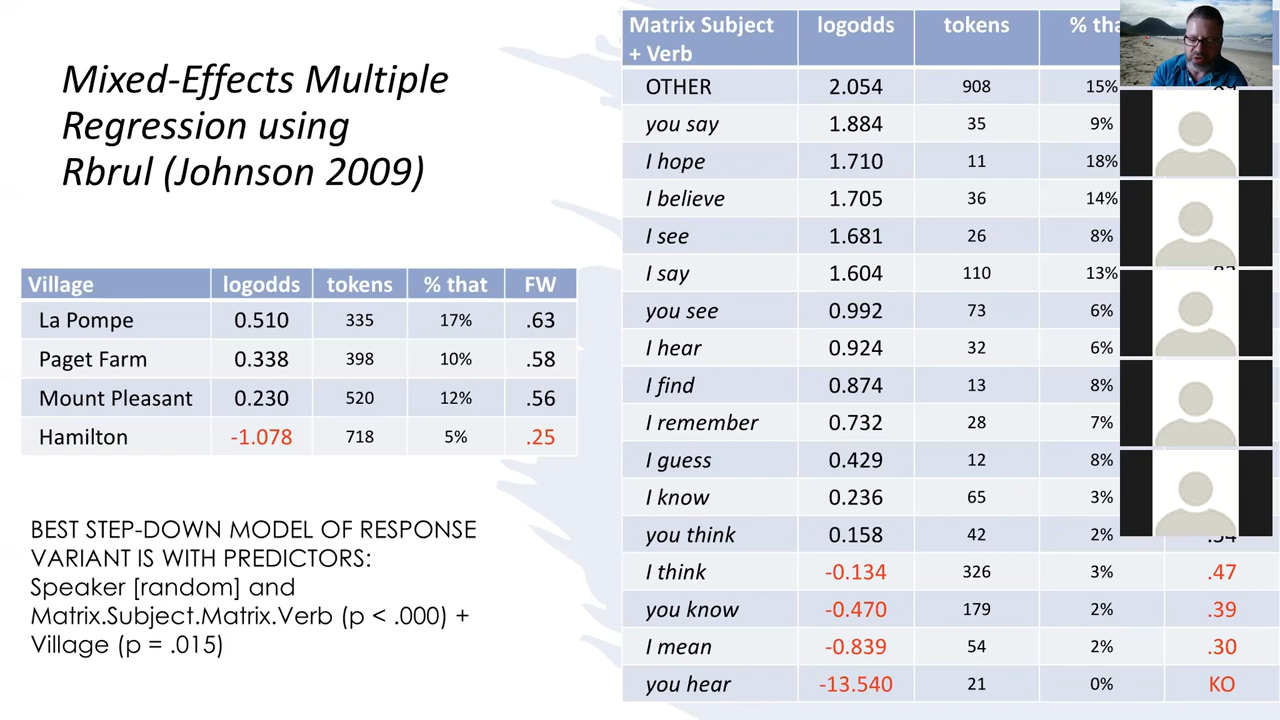 Mixed-Effects Multiple
Regression using
Rbrul (Johnson 2009)
Village logodds tokens % that FW
La Pompe 0.510 335 17% .63
Paget Farm 0.338 398 10% .58
Mount Pleasant 0.230 520 12% .56
Hamilton -1.078 718 5% .25
BEST STEP-DOWN MODEL OF RESPONSE
VARIANT IS WITH PREDICTORS:
Speaker [random] and
Matrix.Subject.Matrix.Verb (p < .000) +
Village (p = .015)
Matrix Subject logodds tokens %
+ Verb
OTHER 2.054 908 15%
you say 1.884 35 9%
I hope 1.710 11 18%
I believe 1.705 36 14%
I see 1.681 26 8%
I say 1.604 110 13%
you see 0.992 73 6%
I hear 0.924 32 6%
I find 0.874 13 8%
I remember 0.732 28 7%
I guess 0.429 12 8%
I know 0.236 65 3%
you think 0.158 42 2%
I think -0.134 326 3% .47
you know -0.470 179 2% .39
I mean -0.839 54 2% .30
you hear -13.540 21 0% KO